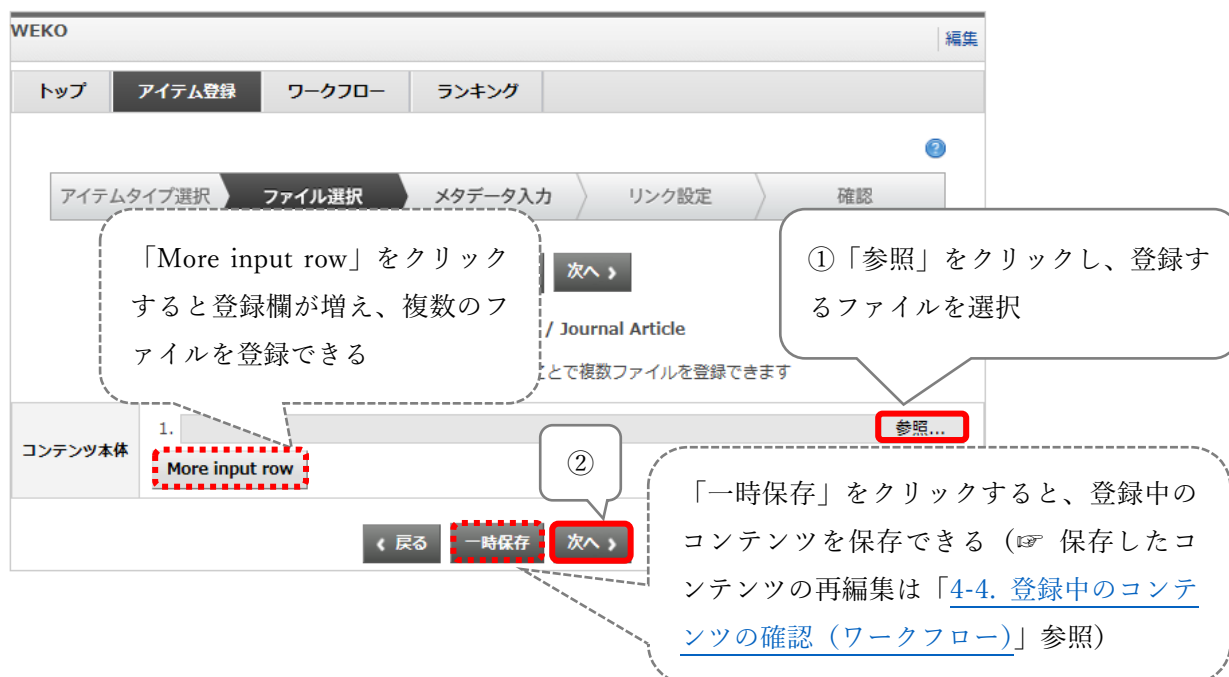 WEKO
編集
トップ アイテム登録 ワークフロー ランキング
アイテムタイプ選択 ファイル選択 メタデータ入力 リンク設定 確認
「More input row」をクリック
すると登録欄が増え、複数のフ
ァイルを登録できる
①「参照」をクリックし、登録す
るファイルを選択
次へ
/ Journal Article
とで複数ファイルを登録できます
コンテンツ本体
1.
参照...
More input row
②
「一時保存」をクリックすると、登録中の
コンテンツを保存できる（☞ 保存したコ
ンテンツの再編集は「4-4. 登録中のコンテ
ンツの確認（ワークフロー)」参照）
戻る 一時保存 次へ